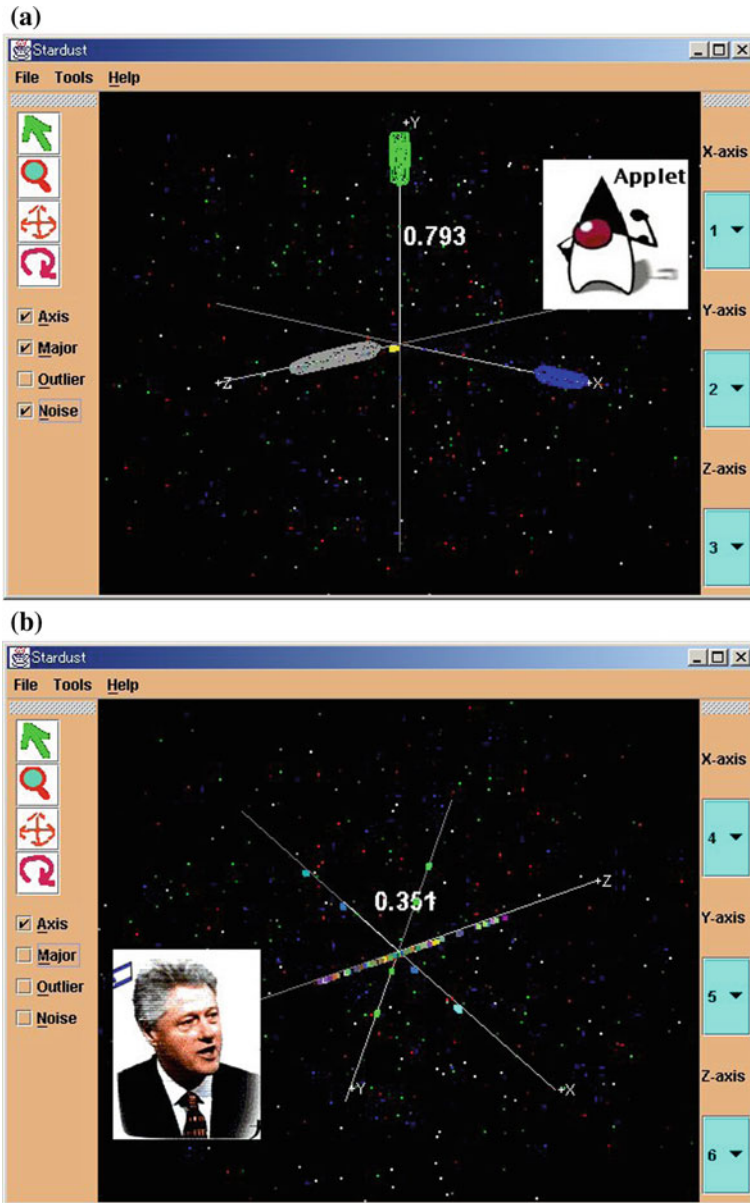 (a)
Stardust
File Tools Help
Y
Applet
X-axis
0.793
1
Y-axis
Axis
Major
Outlier
Noise
Z
X
2
Z-axis
3
(b)
Stardust
File Tools Help
X-axis
4
Z
0.351
Axis
Major
Outlier
Noise
Y-axis
5
Z-axis
Y
X
6